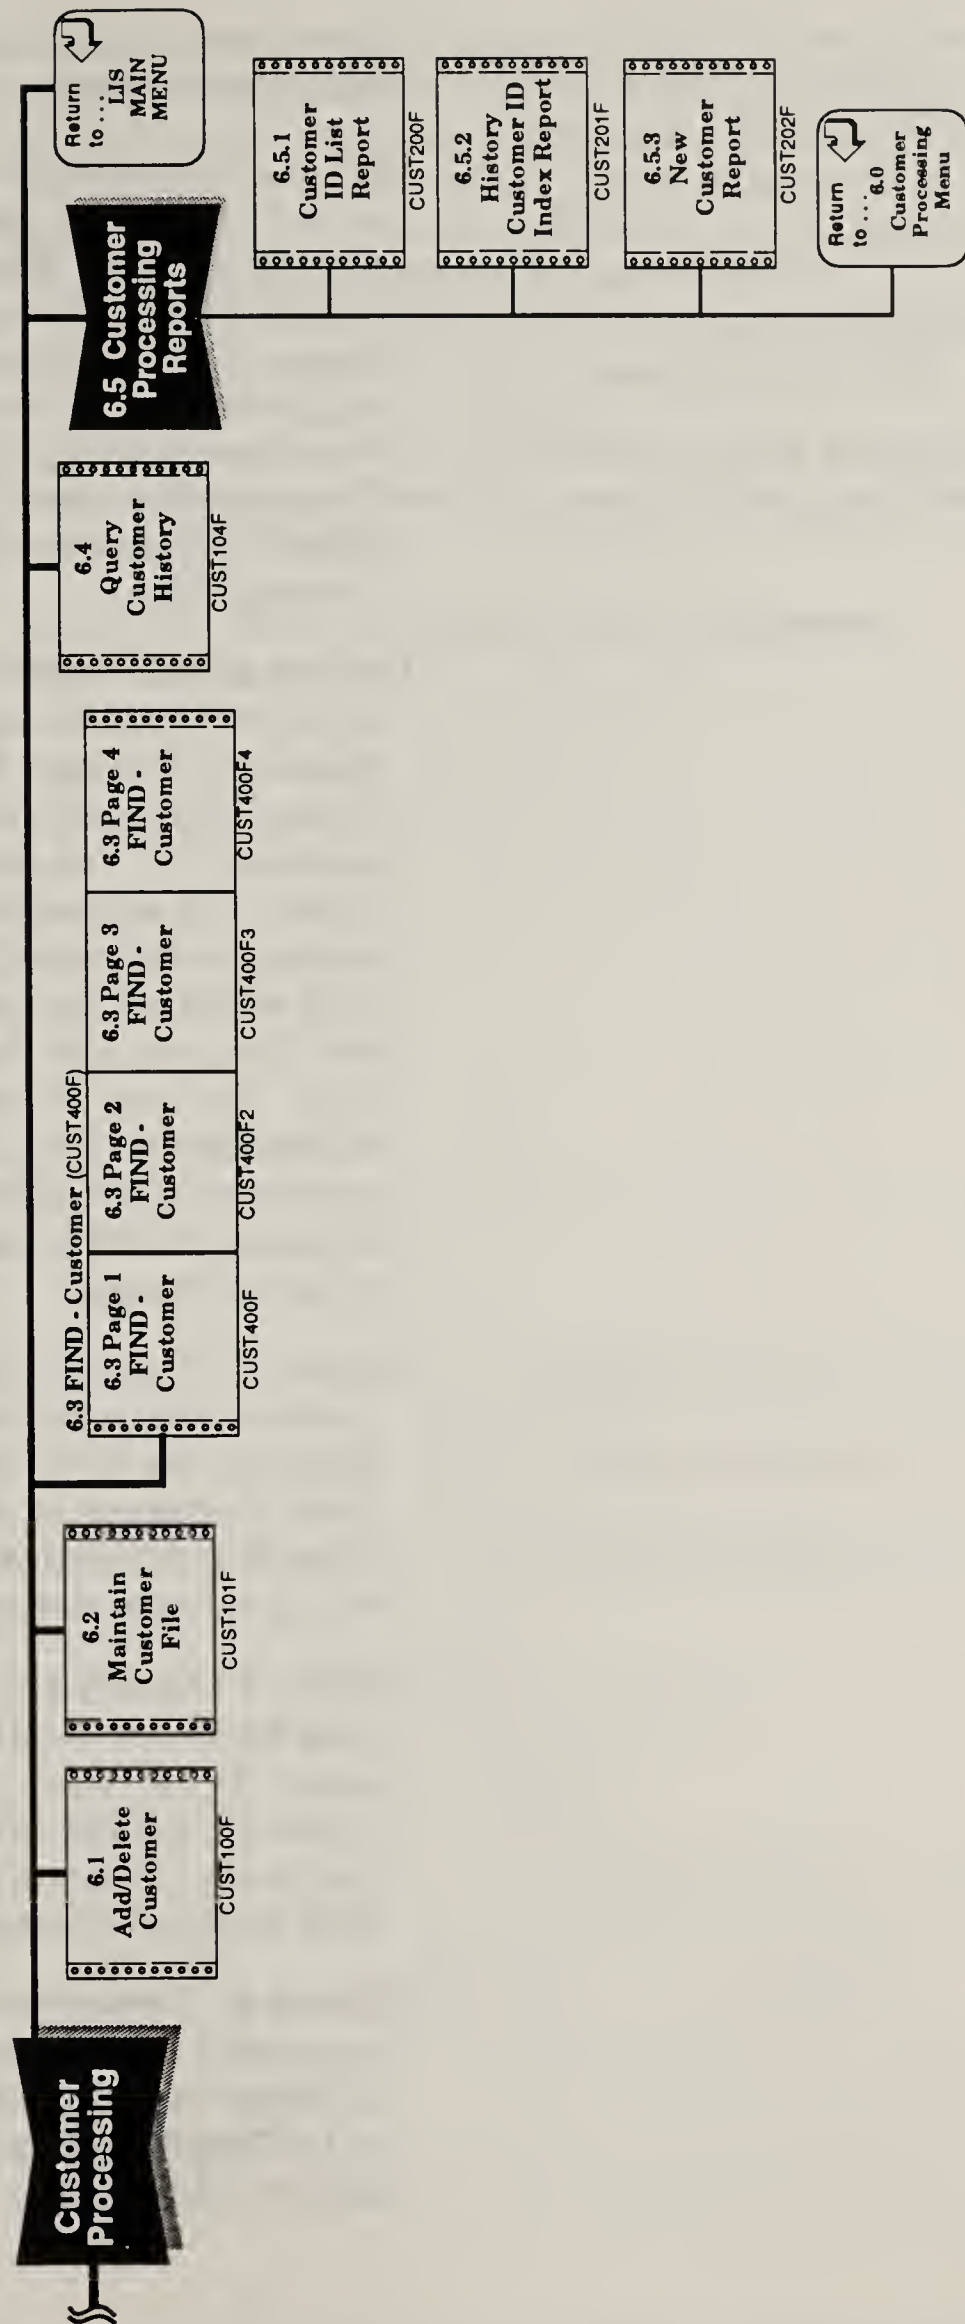 Customer
Processing
6.1
Add/Delete
Customer
CUST100F
6.2
Maintain
Customer
File
CUST101F
6.3 FIND - Customer (CUST400F)
6.3 Page 1
FIND -
Customer
CUST400F
6.3 Page 2
FIND -
Customer
CUST400F2
6.3 Page 3
FIND -
Customer
CUST400F3
6.3 Page 4
FIND -
Customer
CUST400F4
6.4
Query
Customer
History
CUST104F
6.5 Customer
Processing
Reports
6.5.1
Customer
ID List
Report
CUST200F
6.5.2
History
Customer ID
Index Report
CUST201F
6.5.3
New
Customer
Report
CUST202F
Return
to ...
6.0
Customer
Processing
Menu
Return
to ...
LIS
MAIN
MENU